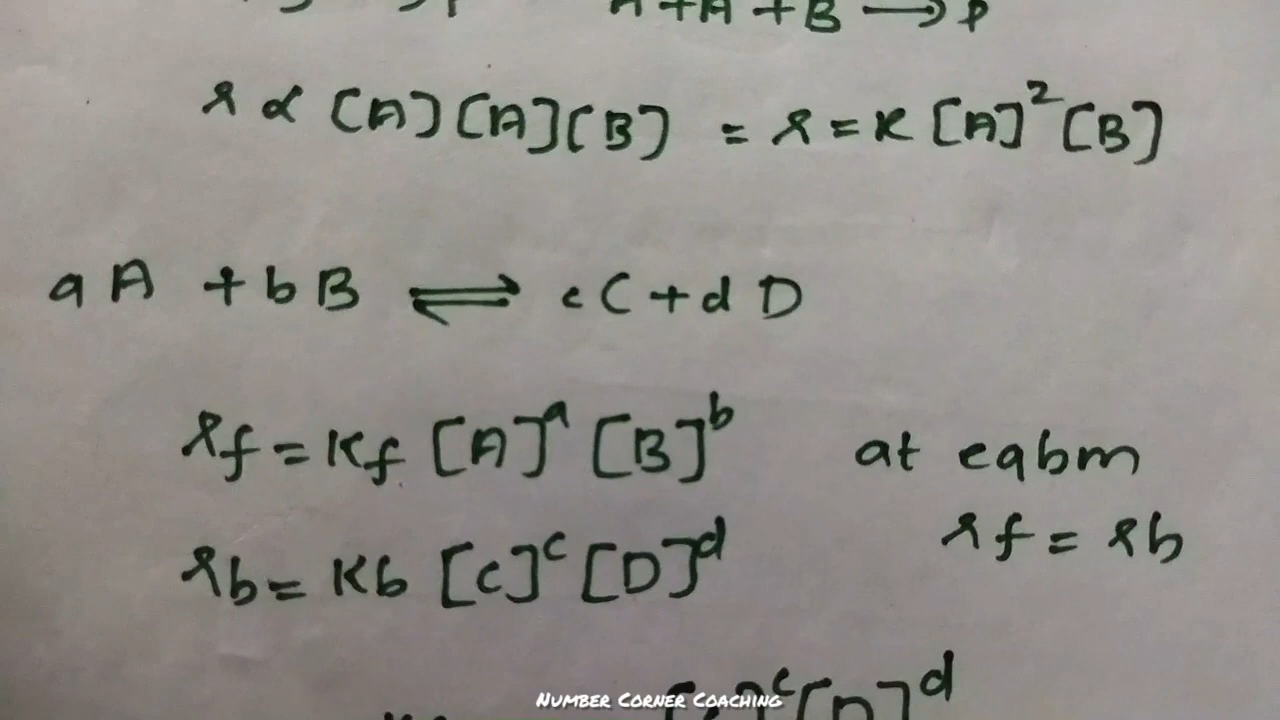 A + A + B ⟶ P
r ∝ [A] [A] [B] = r = K [A]² [B]
aA + bB ⇌ cC + dD
rf = Kf [A]ᵃ [B]ᵇ
at eqbm
rf = rb
rb = Kb [C]ᶜ [D]ᵈ
[C]ᶜ [D]ᵈ
NUMBER CORNER COACHING